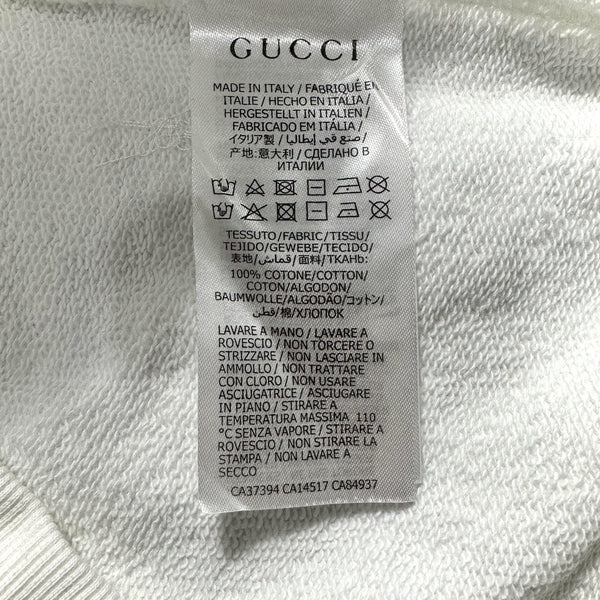 GUCCI
MADE IN ITALY / FABRIQUÉ EN
ITALIE / HECHO EN ITALIA /
HERGESTELLT IN ITALIEN /
FABRICADO EM ITÁLIA /
イタリア製 / صنع في إيطاليا /
产地:意大利 / СДЕЛАНО В
ИТАЛИИ
TESSUTO/FABRIC/TISSU/
TEJIDO/GEWEBE/TECIDO/
表地/قماش/面料/ТКАНЬ:
100% COTONE/COTTON/
COTON/ALGODON/
BAUMWOLLE/ALGODÃO/コットン/
قطن/棉/ХЛОПОК
LAVARE A MANO / LAVARE A
ROVESCIO / NON TORCERE O
STRIZZARE / NON LASCIARE IN
AMMOLLO / NON TRATTARE
CON CLORO / NON USARE
ASCIUGATRICE / ASCIUGARE
IN PIANO / STIRARE A
TEMPERATURA MASSIMA 110
°C SENZA VAPORE / STIRARE A
ROVESCIO / NON STIRARE LA
STAMPA / NON LAVARE A
SECCO
CA37394 CA14517 CA84937